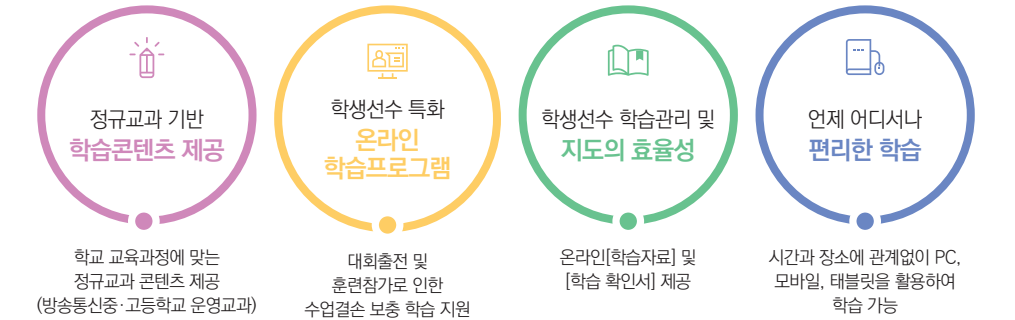 정규교과 기반
학습콘텐츠 제공
학교 교육과정에 맞는
정규교과 콘텐츠 제공
(방송통신중·고등학교 운영교과)
학생선수 특화
온라인
학습프로그램
대회출전 및
훈련참가로 인한
수업결손 보충 학습 지원
학생선수 학습관리 및
지도의 효율성
온라인[학습자료] 및
[학습 확인서] 제공
언제 어디서나
편리한 학습
시간과 장소에 관계없이 PC,
모바일, 태블릿을 활용하여
학습 가능